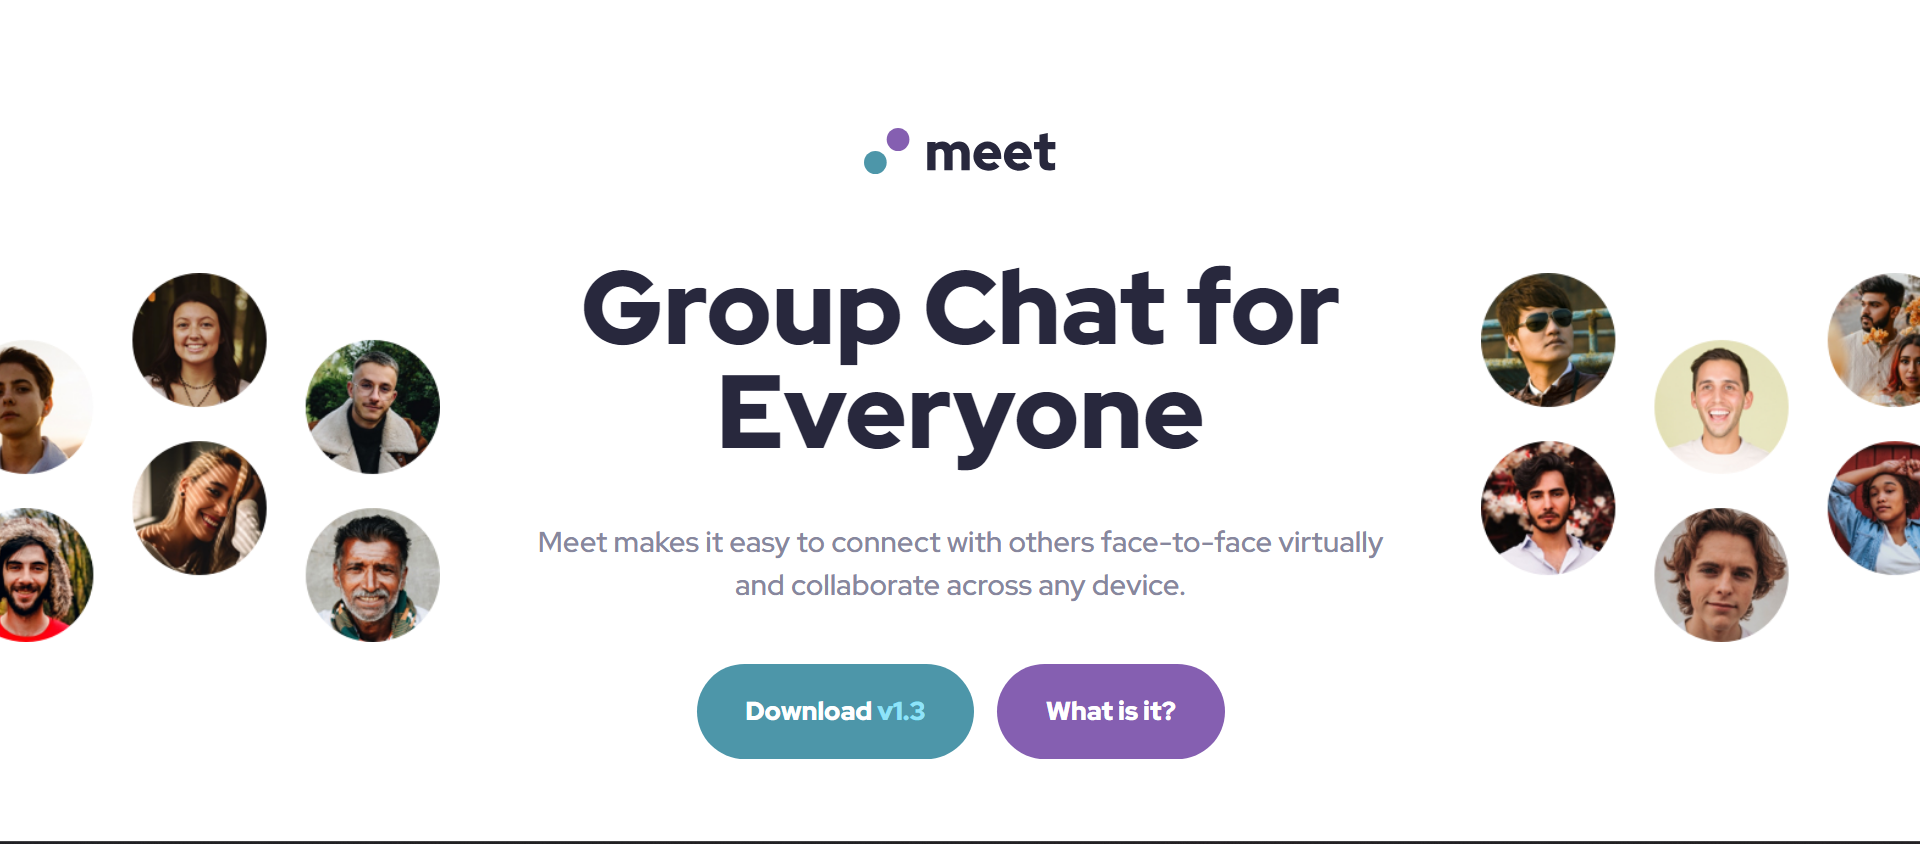 meet
Group Chat for
Everyone
Meet makes it easy to connect with others face-to-face virtually
and collaborate across any device.
Download v1.3
What is it?